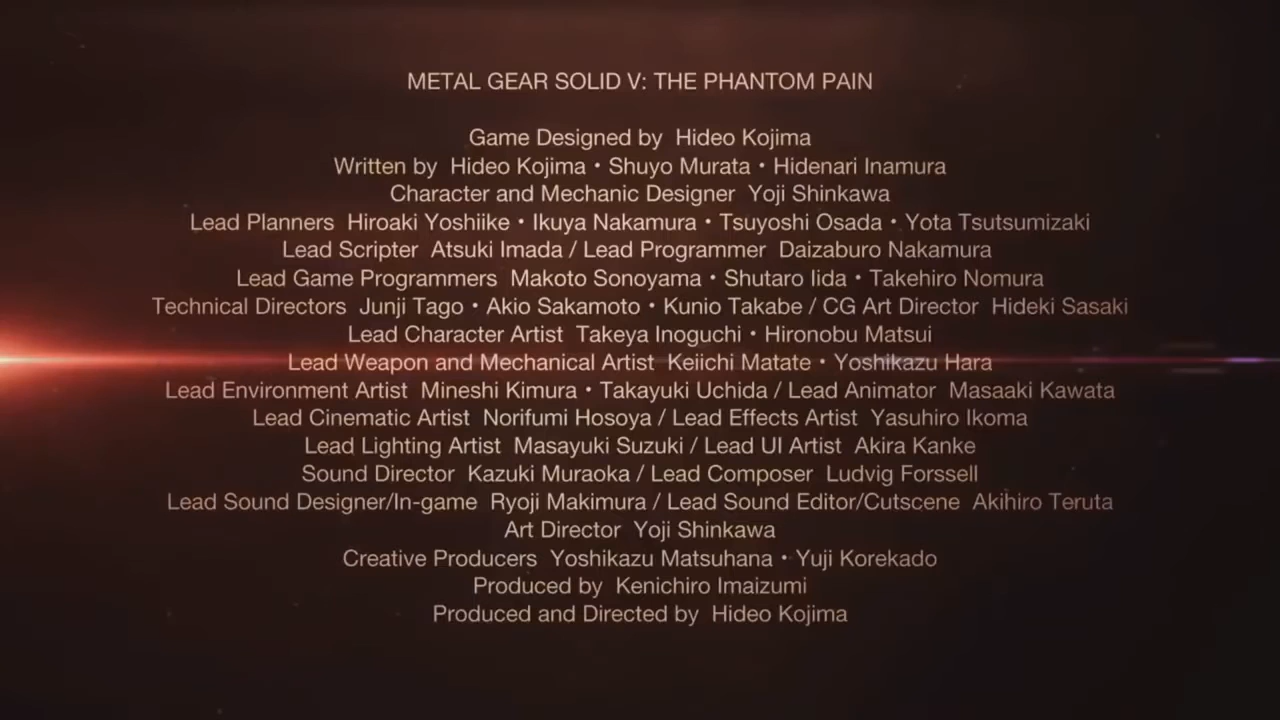 METAL GEAR SOLID V: THE PHANTOM PAIN
Game Designed by Hideo Kojima
Written by Hideo Kojima・Shuyo Murata・Hidenari Inamura
Character and Mechanic Designer Yoji Shinkawa
Lead Planners Hiroaki Yoshiike・Ikuya Nakamura・Tsuyoshi Osada・Yota Tsutsumizaki
Lead Scripter Atsuki Imada / Lead Programmer Daizaburo Nakamura
Lead Game Programmers Makoto Sonoyama・Shutaro Iida・Takehiro Nomura
Technical Directors Junji Tago・Akio Sakamoto・Kunio Takabe / CG Art Director Hideki Sasaki
Lead Character Artist Takeya Inoguchi・Hironobu Matsui
Lead Weapon and Mechanical Artist Keiichi Matate・Yoshikazu Hara
Lead Environment Artist Mineshi Kimura・Takayuki Uchida / Lead Animator Masaaki Kawata
Lead Cinematic Artist Norifumi Hosoya / Lead Effects Artist Yasuhiro Ikoma
Lead Lighting Artist Masayuki Suzuki / Lead UI Artist Akira Kanke
Sound Director Kazuki Muraoka / Lead Composer Ludvig Forssell
Lead Sound Designer/In-game Ryoji Makimura / Lead Sound Editor/Cutscene Akihiro Teruta
Art Director Yoji Shinkawa
Creative Producers Yoshikazu Matsuhana・Yuji Korekado
Produced by Kenichiro Imaizumi
Produced and Directed by Hideo Kojima